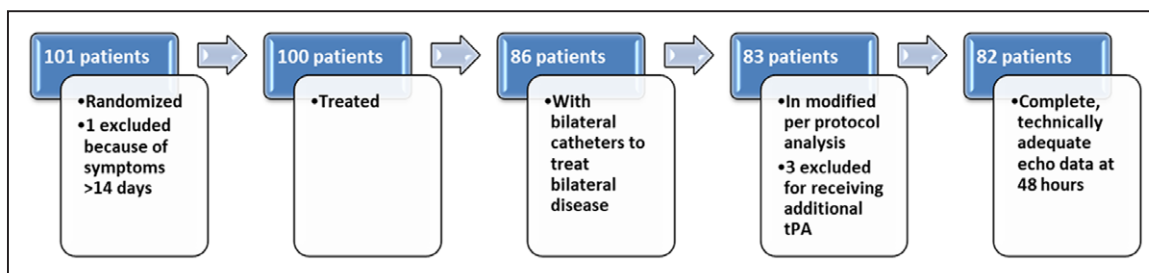 101 patients
•Randomized
•1 excluded
because of
symptoms
>14 days
100 patients
•Treated
86 patients
•With
bilateral
catheters to
treat
bilateral
disease
83 patients
•In modified
per protocol
analysis
•3 excluded
for receiving
additional
tPA
82 patients
•Complete,
technically
adequate
echo data at
48 hours